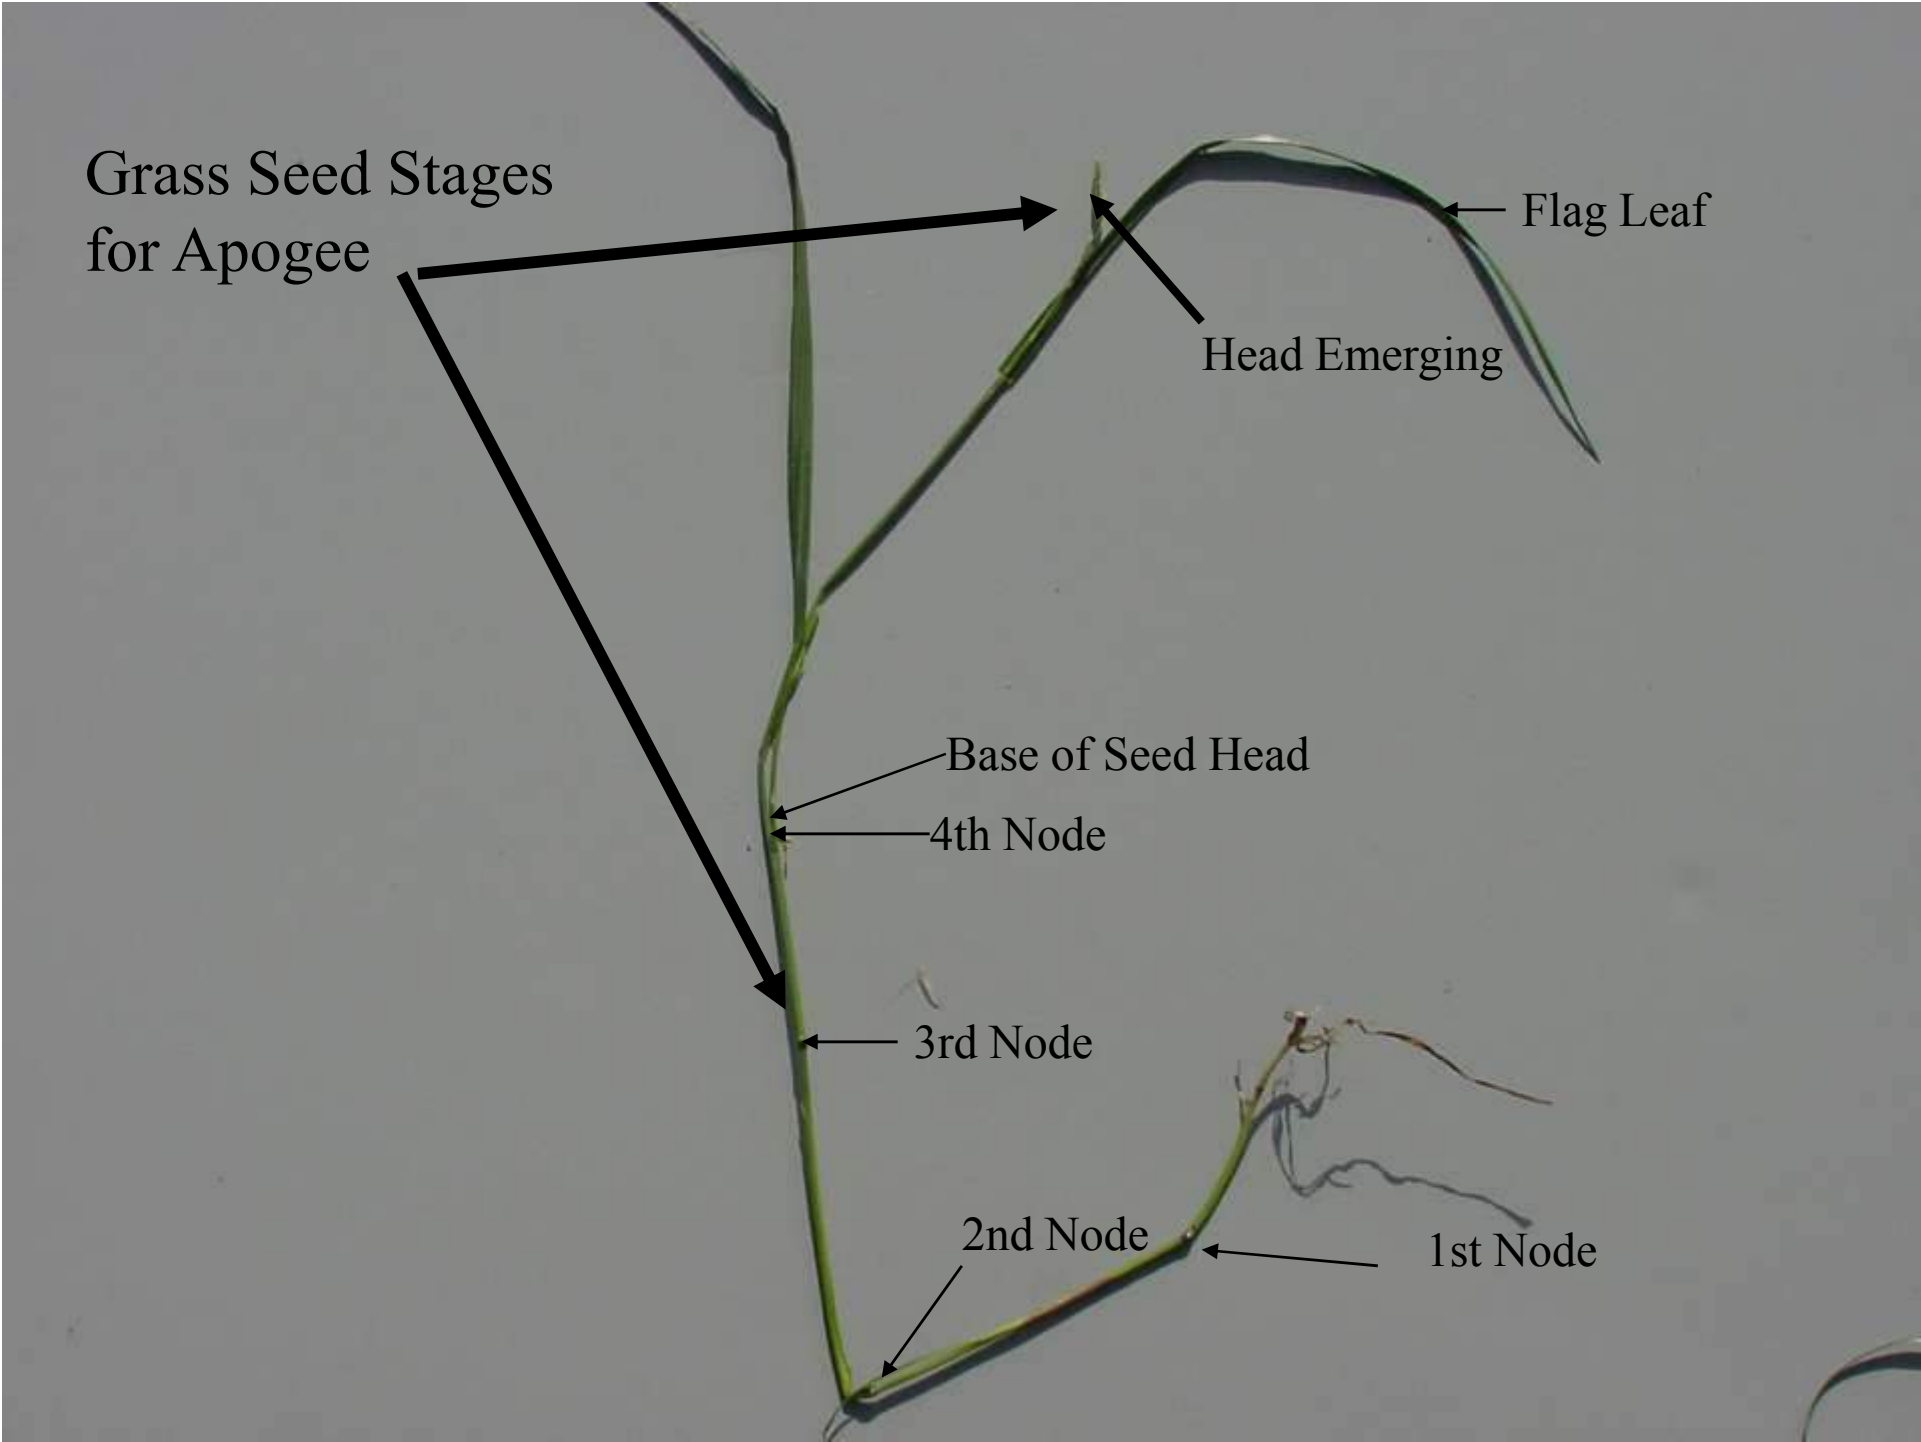 Grass Seed Stages
for Apogee
Flag Leaf
Head Emerging
Base of Seed Head
4th Node
3rd Node
2nd Node
1st Node